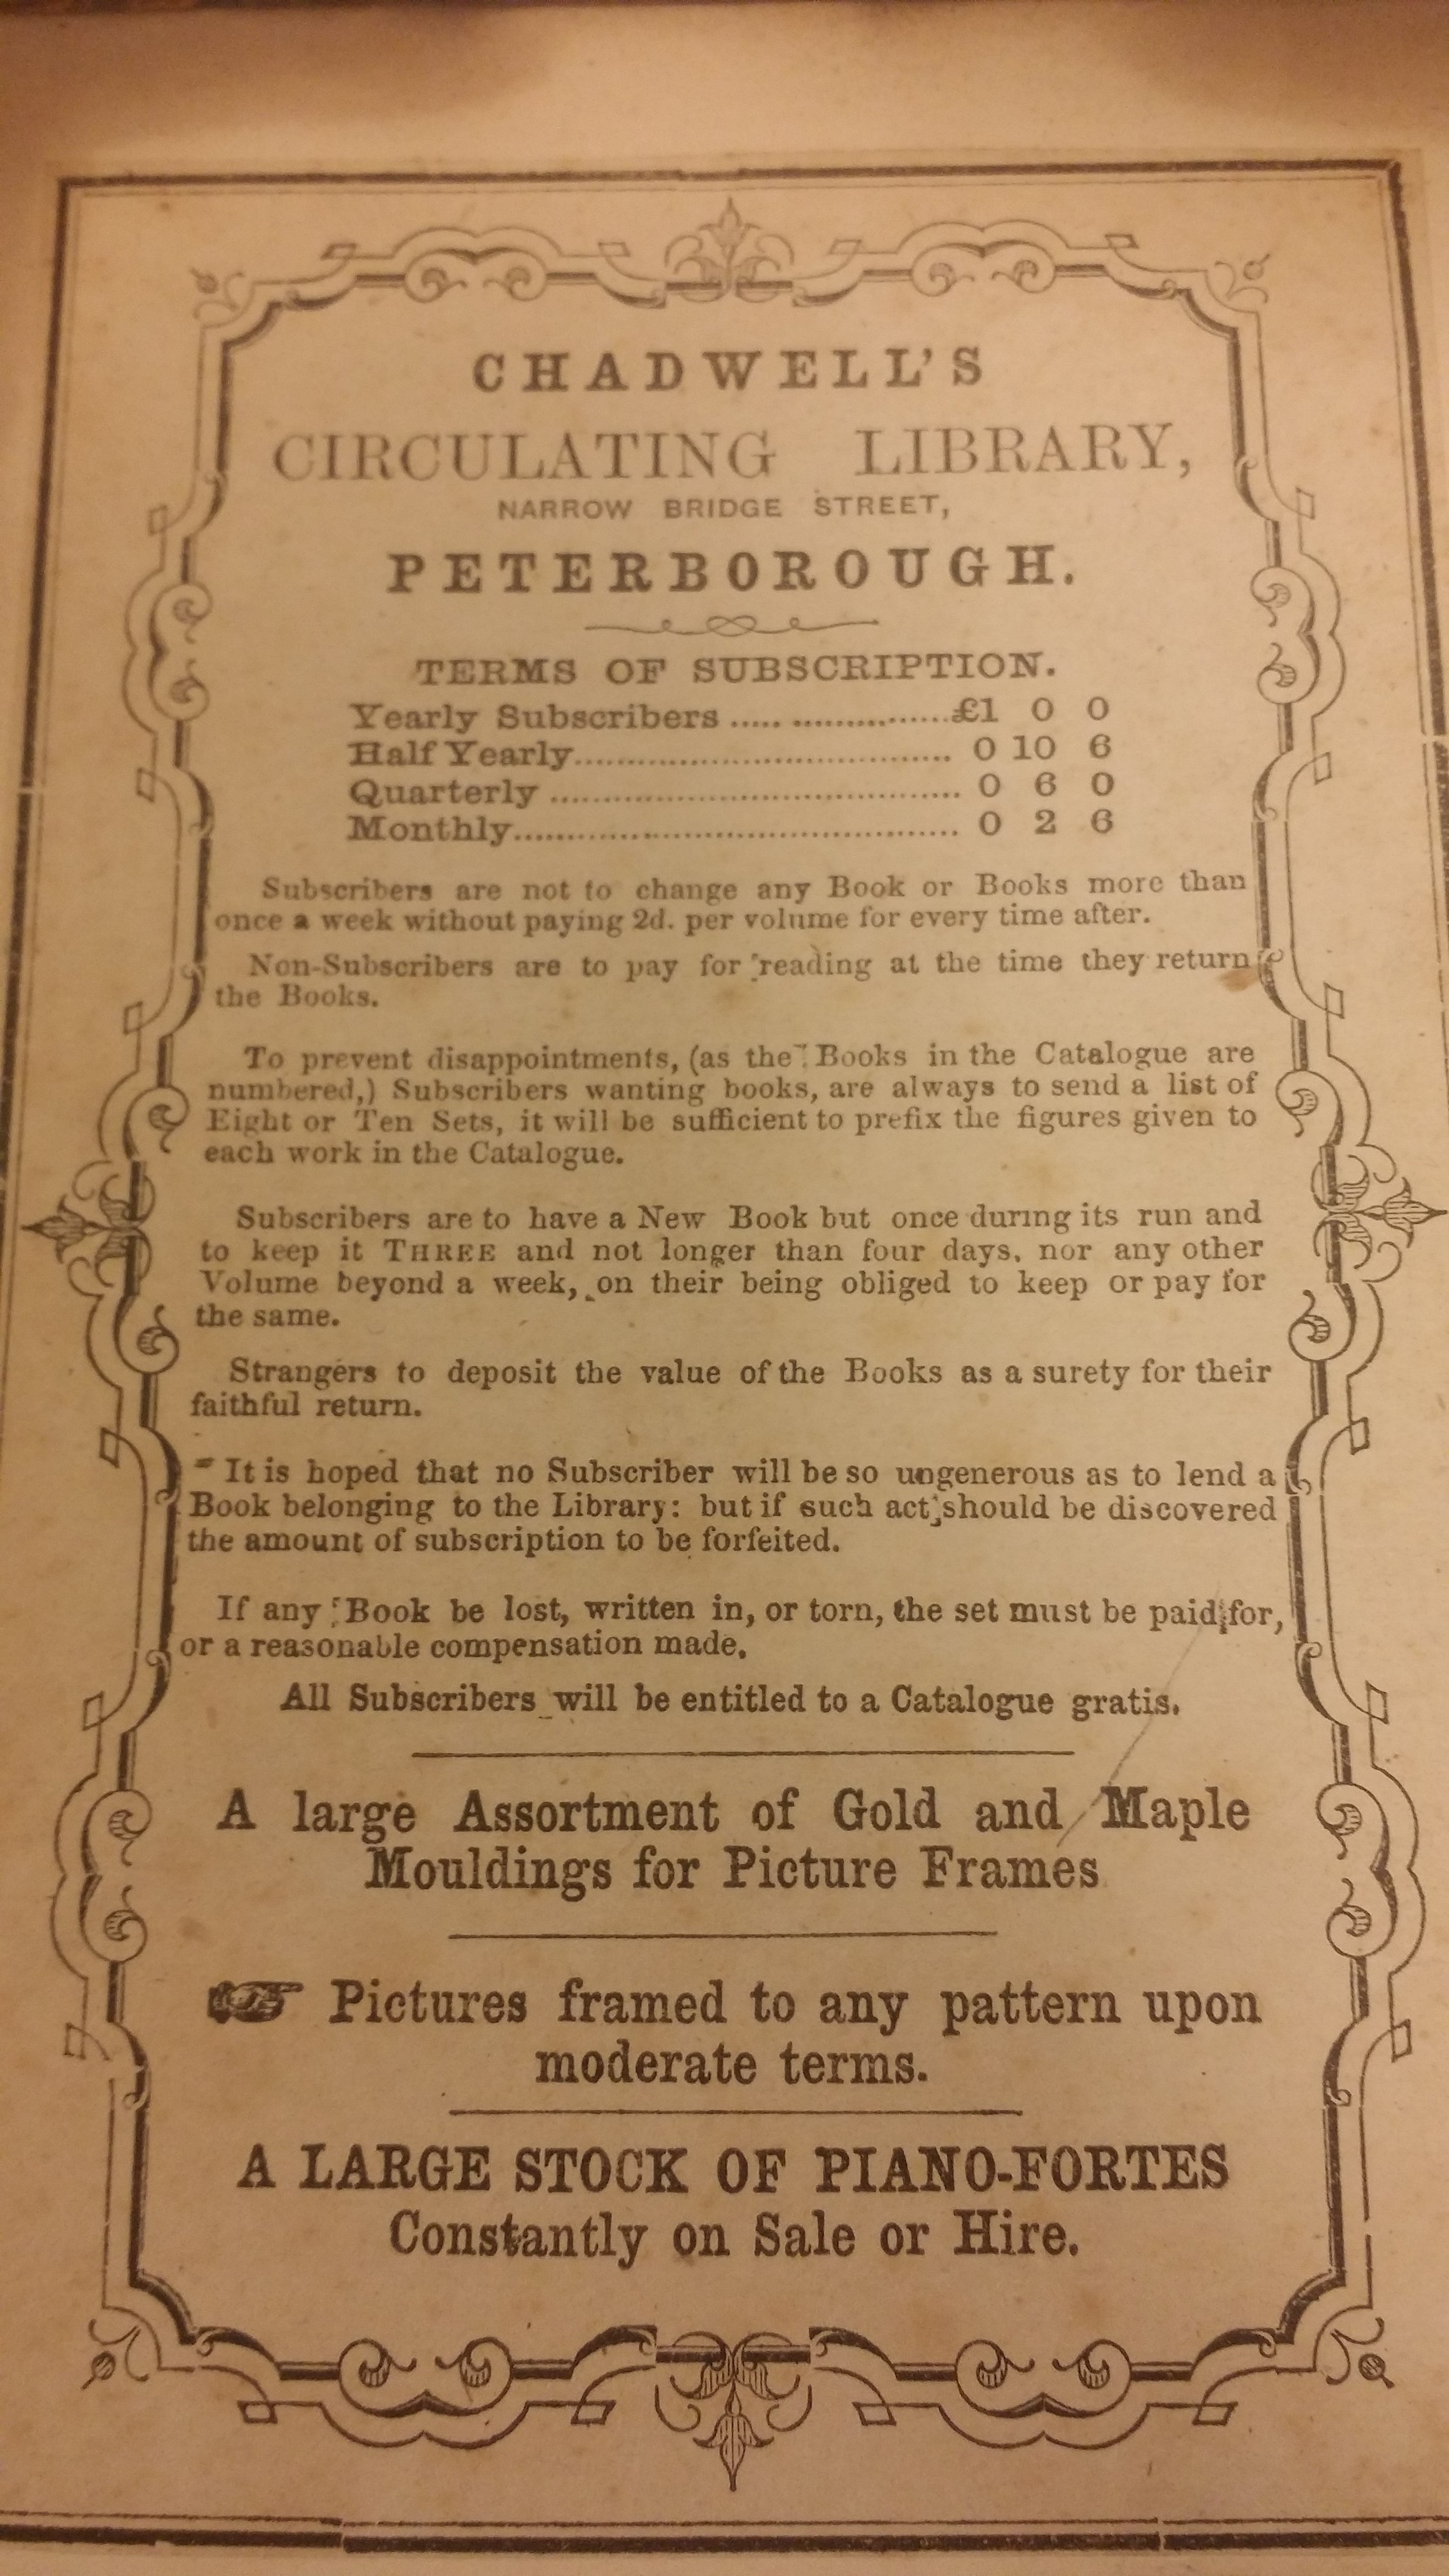 CHADWELL'S
CIRCULATING LIBRARY,
NARROW BRIDGE STREET,
PETERBOROUGH.
TERMS OF SUBSCRIPTION.
Yearly Subscribers ..... ................£1 0 0
Half Yearly...................................... 0 10 6
Quarterly ......................................... 0 6 0
Monthly............................................ 0 2 6
Subscribers are not to change any Book or Books more than
once a week without paying 2d. per volume for every time after.
Non-Subscribers are to pay for reading at the time they return
the Books.
To prevent disappointments, (as the Books in the Catalogue are
numbered,) Subscribers wanting books, are always to send a list of
Eight or Ten Sets, it will be sufficient to prefix the figures given to
each work in the Catalogue.
Subscribers are to have a New Book but once during its run and
to keep it THREE and not longer than four days, nor any other
Volume beyond a week, on their being obliged to keep or pay for
the same.
Strangers to deposit the value of the Books as a surety for their
faithful return.
It is hoped that no Subscriber will be so ungenerous as to lend a
Book belonging to the Library: but if such act should be discovered
the amount of subscription to be forfeited.
If any Book be lost, written in, or torn, the set must be paid for,
or a reasonable compensation made.
All Subscribers will be entitled to a Catalogue gratis.
A large Assortment of Gold and Maple
Mouldings for Picture Frames
☞ Pictures framed to any pattern upon
moderate terms.
A LARGE STOCK OF PIANO-FORTES
Constantly on Sale or Hire.